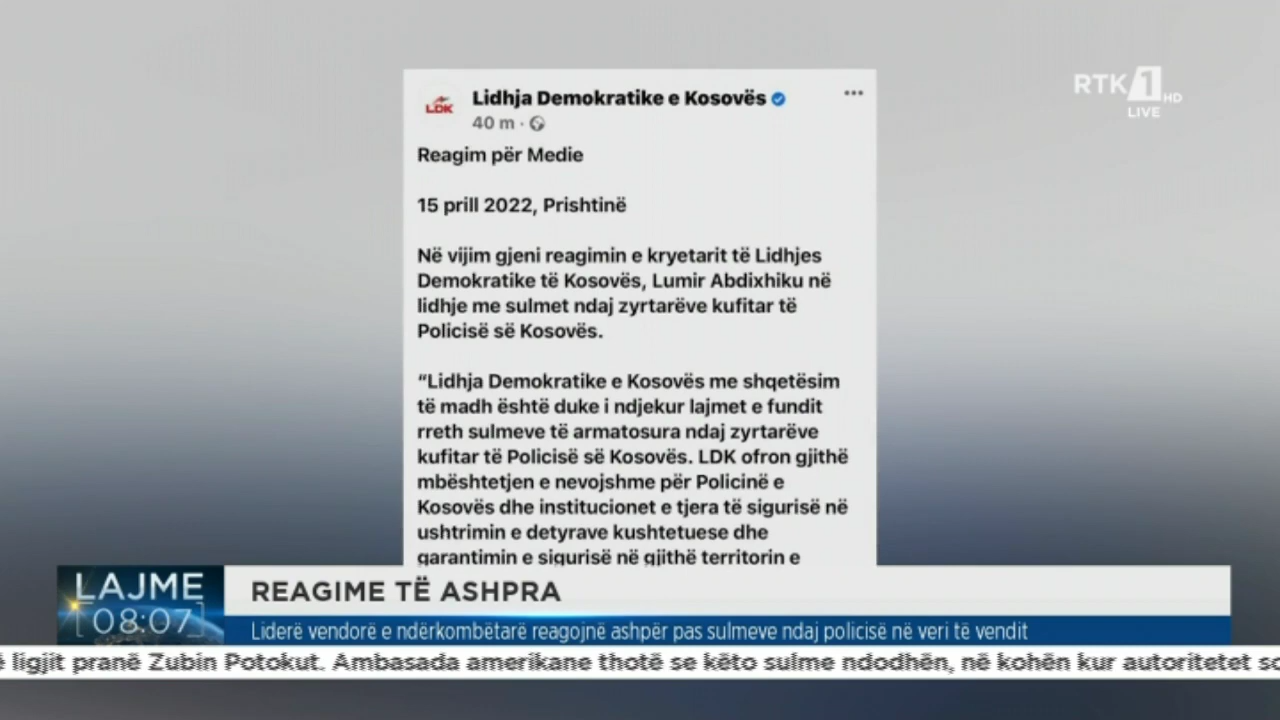 RTK 1 HD
LIVE
LDK
Lidhja Demokratike e Kosovës
40 m ·
Reagim për Medie
15 prill 2022, Prishtinë
Në vijim gjeni reagimin e kryetarit të Lidhjes
Demokratike të Kosovës, Lumir Abdixhiku në
lidhje me sulmet ndaj zyrtarëve kufitar të
Policisë së Kosovës.
“Lidhja Demokratike e Kosovës me shqetësim
të madh është duke i ndjekur lajmet e fundit
rreth sulmeve të armatosura ndaj zyrtarëve
kufitar të Policisë së Kosovës. LDK ofron gjithë
mbështetjen e nevojshme për Policinë e
Kosovës dhe institucionet e tjera të sigurisë në
ushtrimin e detyrave kushtetuese dhe
garantimin e sigurisë në gjithë territorin e
LAJME
08:07
REAGIME TË ASHPRA
Liderë vendorë e ndërkombëtarë reagojnë ashpër pas sulmeve ndaj policisë në veri të vendit
ligjit pranë Zubin Potokut. Ambasada amerikane thotë se këto sulme ndodhën, në kohën kur autoritetet